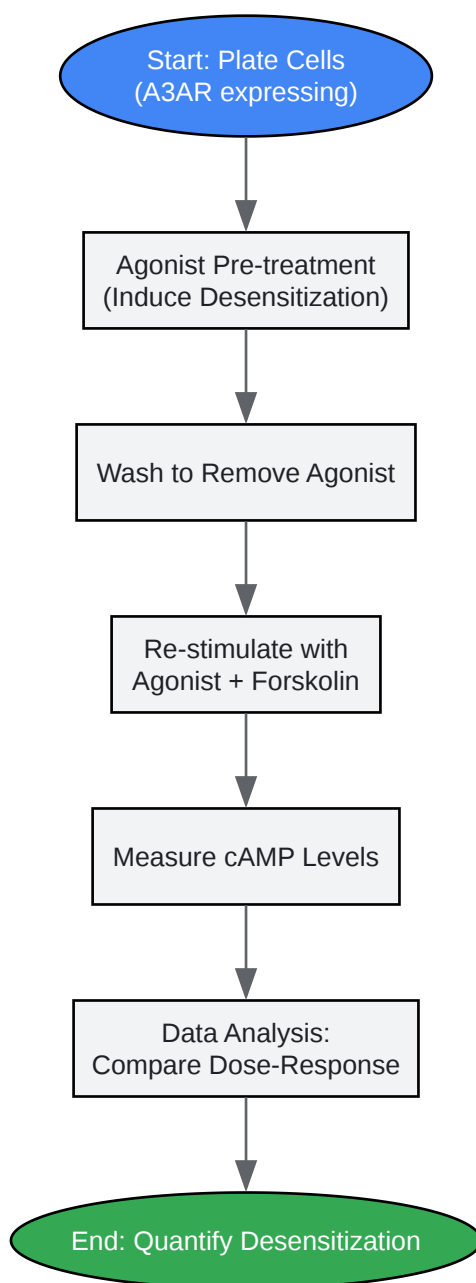 Start: Plate Cells
(A3AR expressing)
Agonist Pre-treatment
(Induce Desensitization)
Wash to Remove Agonist
Re-stimulate with
Agonist + Forskolin
Measure cAMP Levels
Data Analysis:
Compare Dose-Response
End: Quantify Desensitization